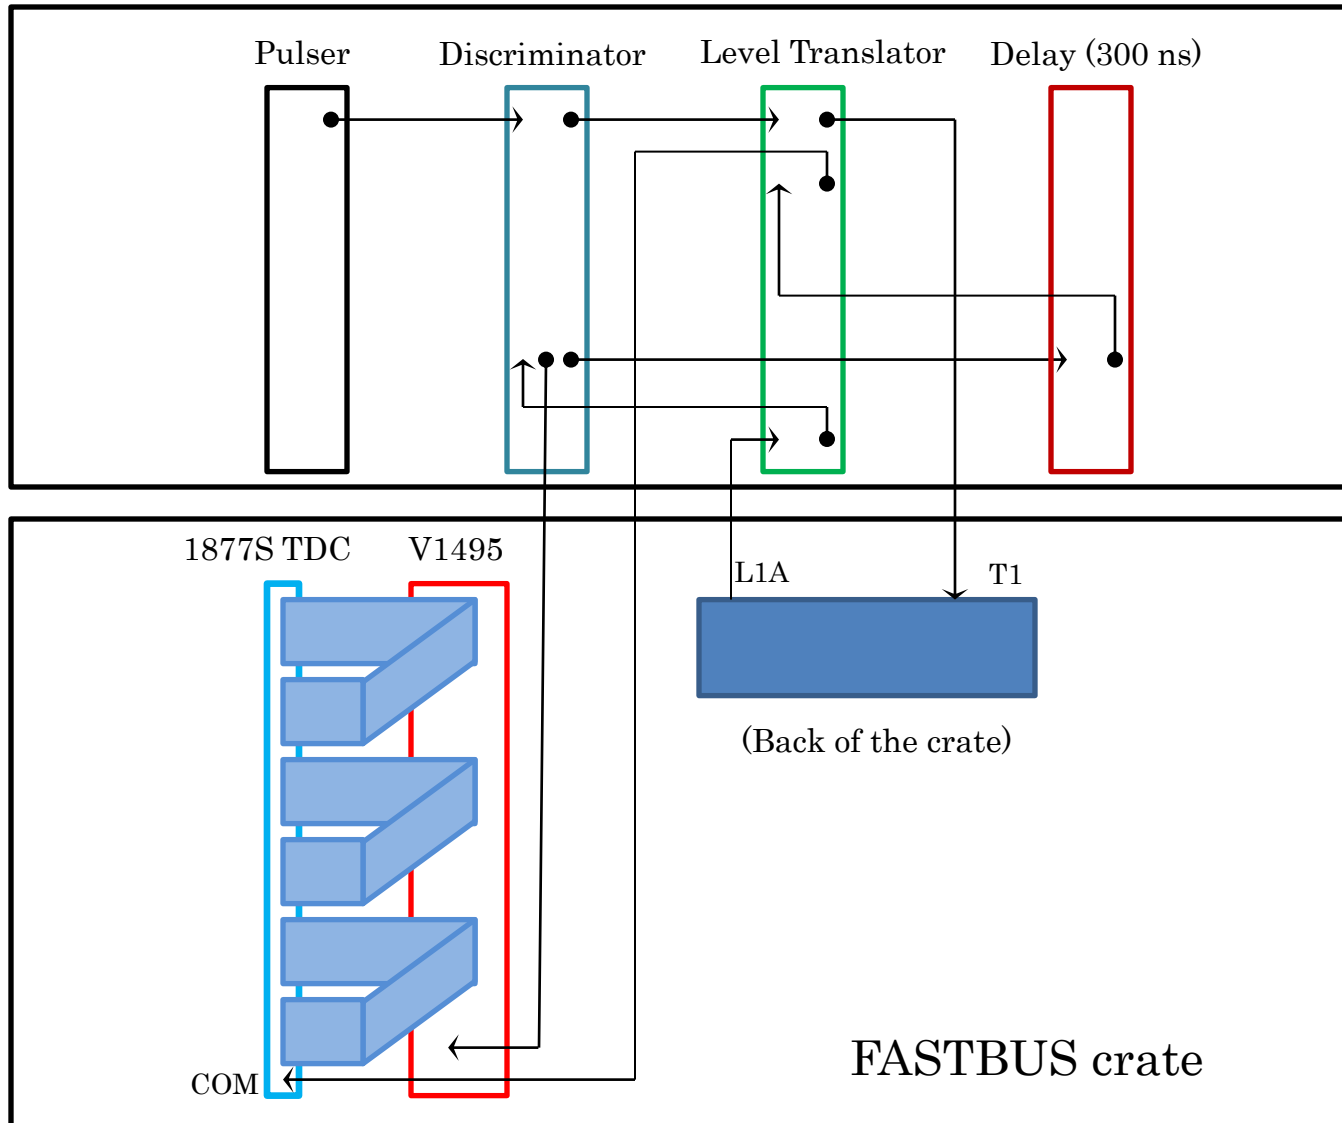 Pulser
Discriminator
Level Translator
Delay (300 ns)
1877S TDC
V1495
L1A
T1
(Back of the crate)
FASTBUS crate
COM